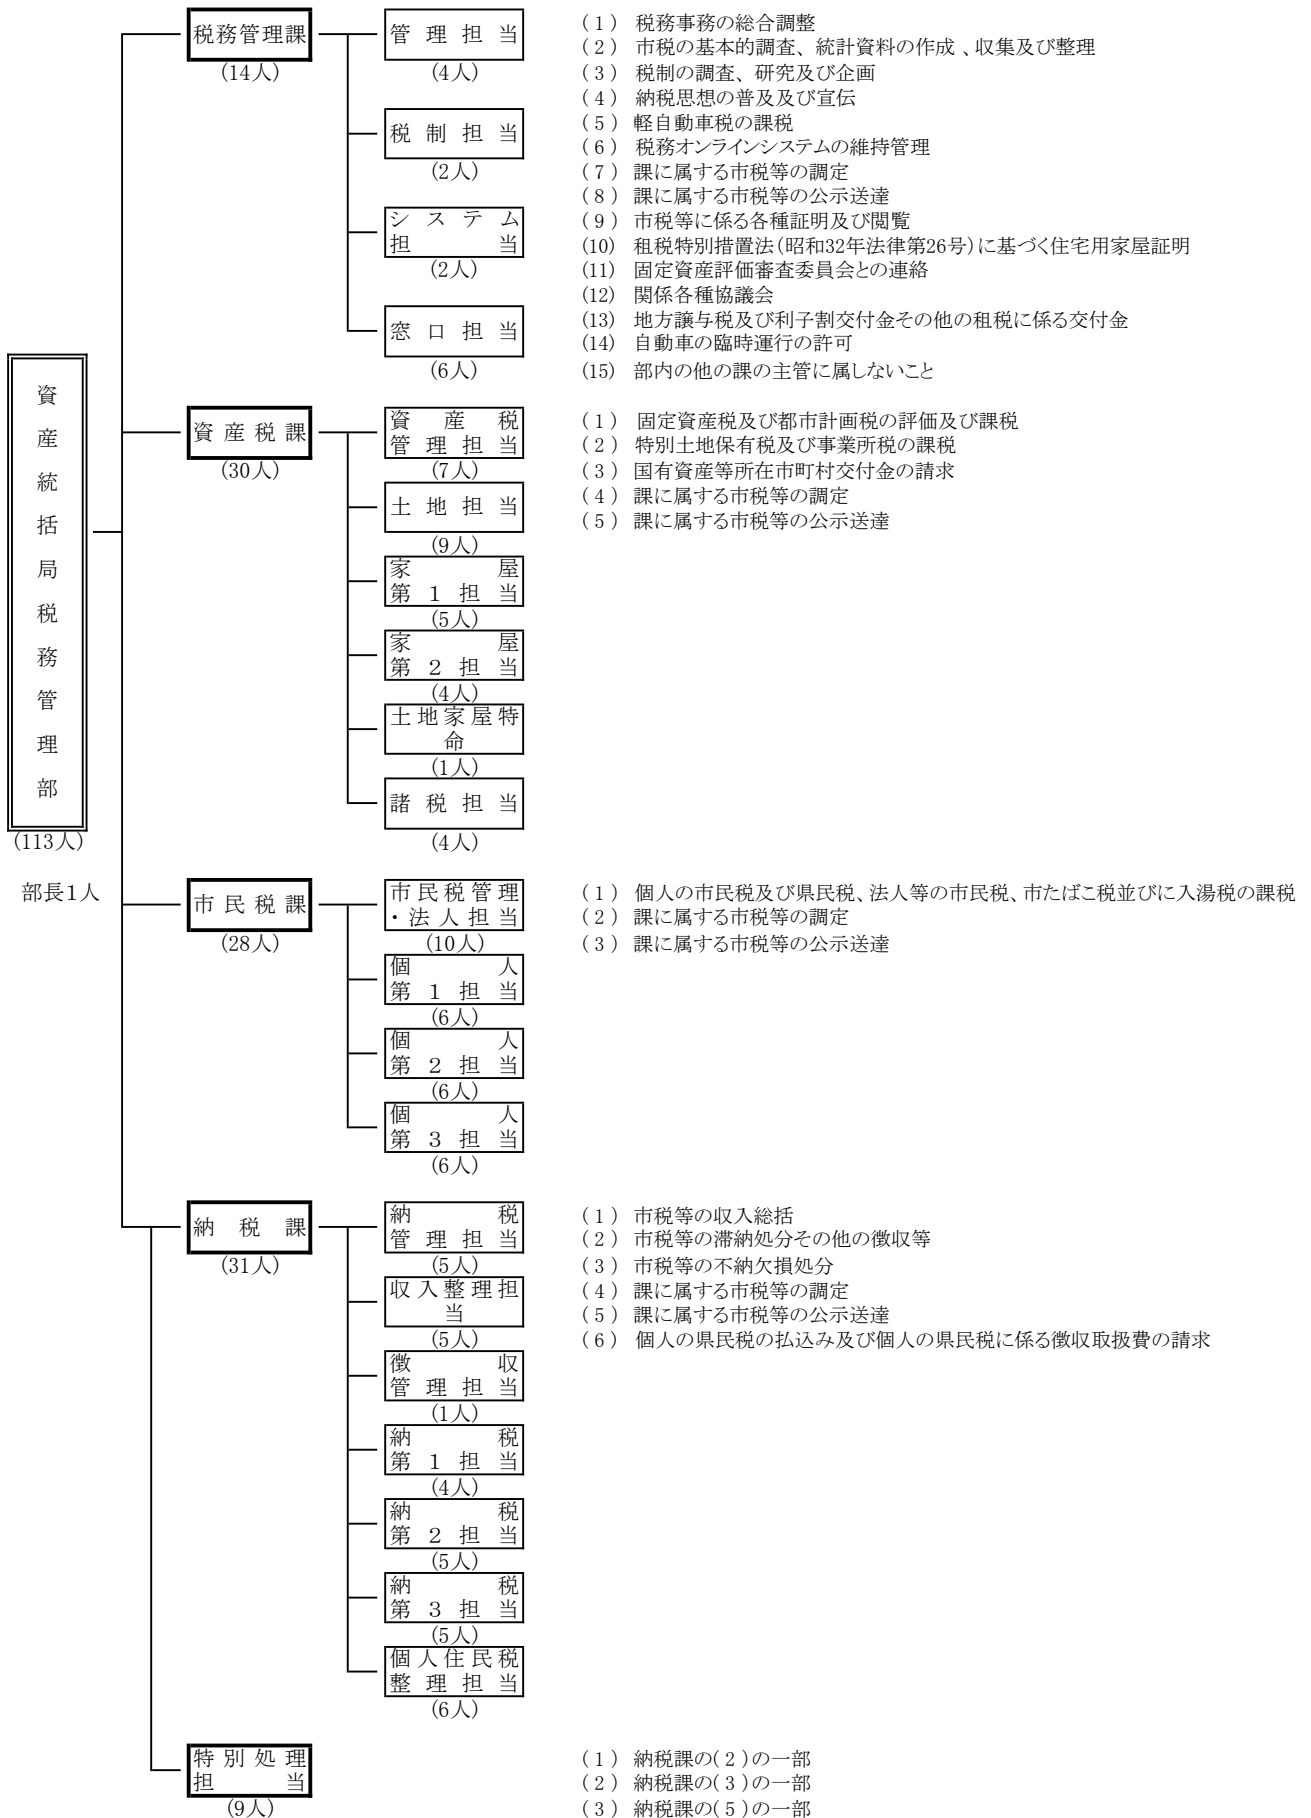 資産統括局税務管理部
(113人)
部長1人
税務管理課
(14人)
管理担当
(4人)
税制担当
(2人)
システム
担当
(2人)
窓口担当
(6人)
(1) 税務事務の総合調整
(2) 市税の基本的調査、統計資料の作成、収集及び整理
(3) 税制の調査、研究及び企画
(4) 納税思想の普及及び宣伝
(5) 軽自動車税の課税
(6) 税務オンラインシステムの維持管理
(7) 課に属する市税等の調定
(8) 課に属する市税等の公示送達
(9) 市税等に係る各種証明及び閲覧
(10) 租税特別措置法(昭和32年法律第26号)に基づく住宅用家屋証明
(11) 固定資産評価審査委員会との連絡
(12) 関係各種協議会
(13) 地方譲与税及び利子割交付金その他の租税に係る交付金
(14) 自動車の臨時運行の許可
(15) 部内の他の課の主管に属しないこと
資産税課
(30人)
資産税
管理担当
(7人)
土地担当
(9人)
家屋
第1担当
(5人)
家屋
第2担当
(4人)
土地家屋特
命
(1人)
諸税担当
(4人)
(1) 固定資産税及び都市計画税の評価及び課税
(2) 特別土地保有税及び事業所税の課税
(3) 国有資産等所在市町村交付金の請求
(4) 課に属する市税等の調定
(5) 課に属する市税等の公示送達
市民税課
(28人)
市民税管理
・法人担当
(10人)
個人
第1担当
(6人)
個人
第2担当
(6人)
個人
第3担当
(6人)
(1) 個人の市民税及び県民税、法人等の市民税、市たばこ税並びに入湯税の課税
(2) 課に属する市税等の調定
(3) 課に属する市税等の公示送達
納税課
(31人)
納税
管理担当
(5人)
収入整理担
当
(5人)
徴収
管理担当
(1人)
納税
第1担当
(4人)
納税
第2担当
(5人)
納税
第3担当
(5人)
個人住民税
整理担当
(6人)
(1) 市税等の収入総括
(2) 市税等の滞納処分その他の徴収等
(3) 市税等の不納欠損処分
(4) 課に属する市税等の調定
(5) 課に属する市税等の公示送達
(6) 個人の県民税の払込み及び個人の県民税に係る徴収取扱費の請求
特別処理
担当
(9人)
(1) 納税課の(2)の一部
(2) 納税課の(3)の一部
(3) 納税課の(5)の一部